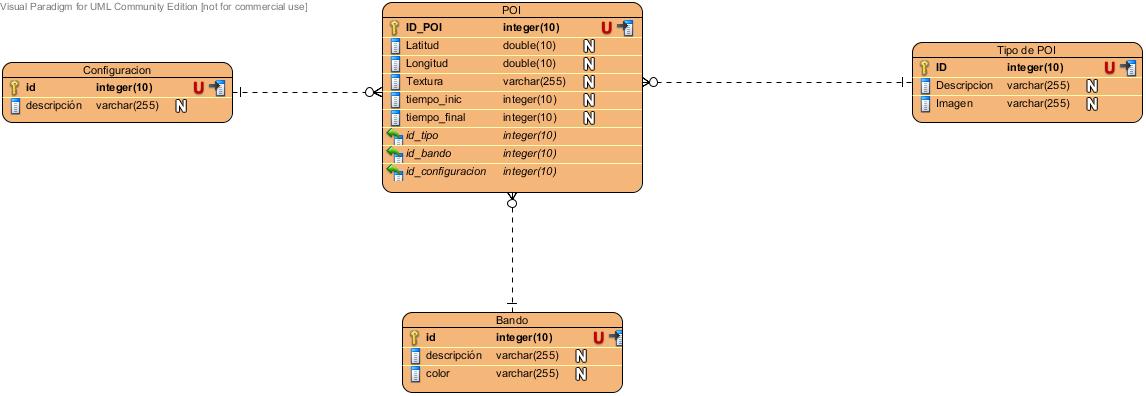 Visual Paradigm for UML Community Edition [not for commercial use]
POI
ID_POI integer(10) U
Latitud double(10) N
Longitud double(10) N
Textura varchar(255) N
tiempo_inic integer(10) N
tiempo_final integer(10) N
id_tipo integer(10)
id_bando integer(10)
id_configuracion integer(10)
Configuracion
id integer(10) U
descripción varchar(255) N
Tipo de POI
ID integer(10) U
Descripcion varchar(255) N
Imagen varchar(255) N
Bando
id integer(10) U
descripción varchar(255) N
color varchar(255) N